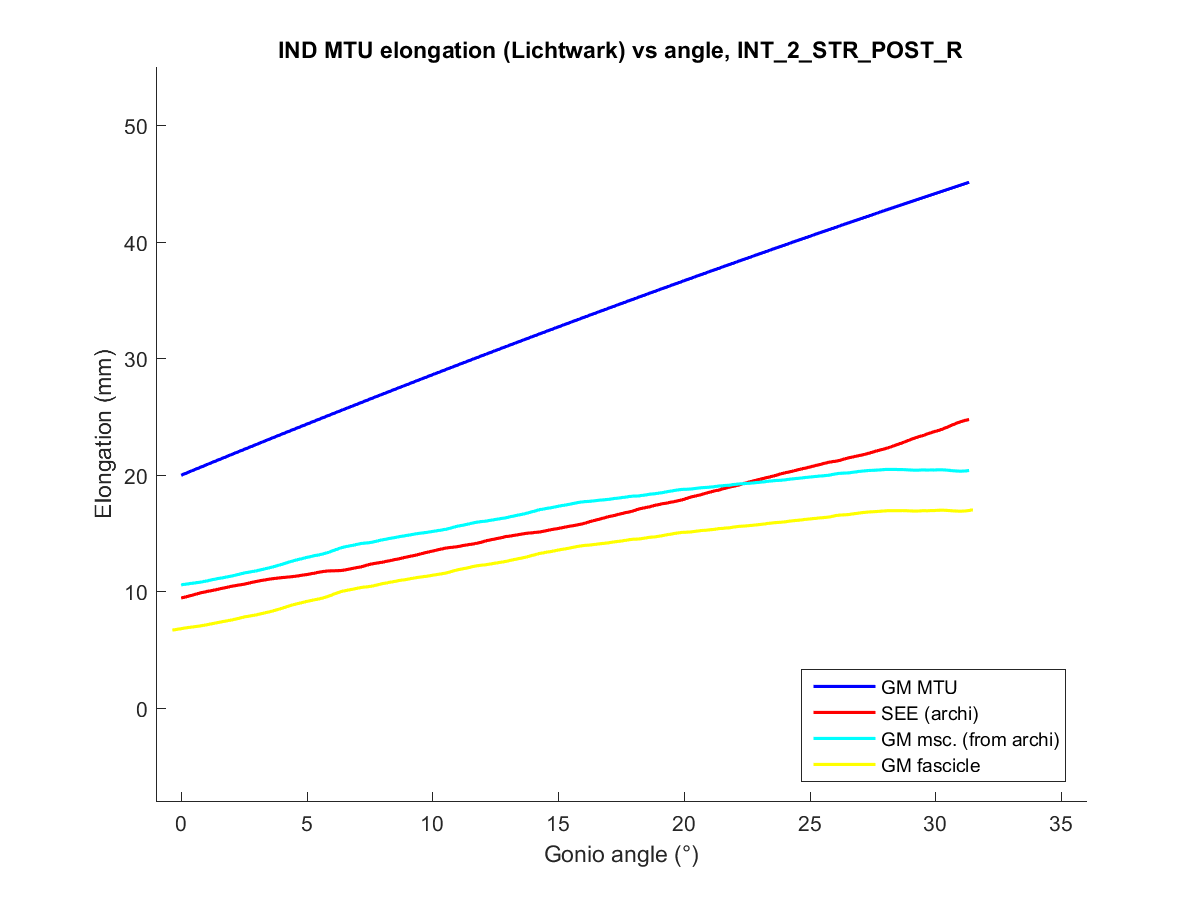 IND MTU elongation (Lichtwark) vs angle, INT_2_STR_POST_R
50
40
30
20
10
0
Elongation (mm)
0 5 10 15 20 25 30 35
Gonio angle (°)
GM MTU
SEE (archi)
GM msc. (from archi)
GM fascicle